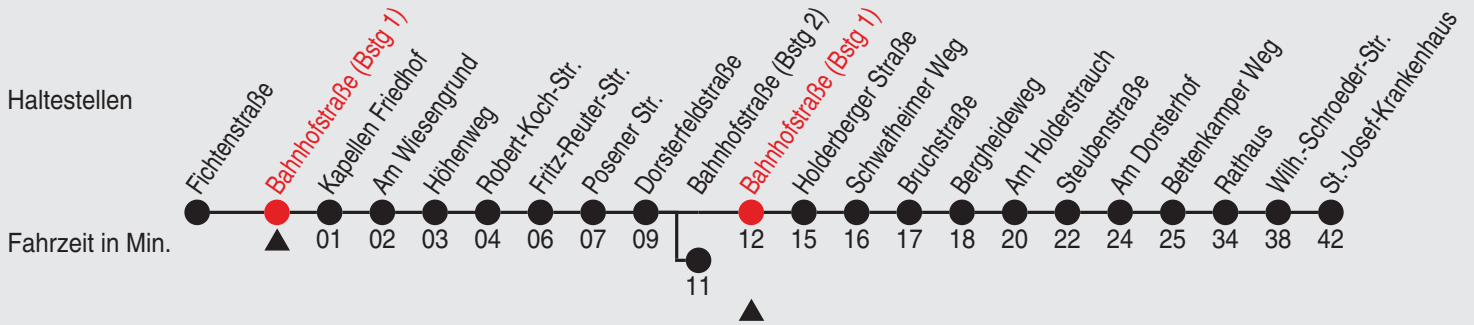 Haltestellen
Fichtenstraße
Bahnhofstraße (Bstg 1)
Kapellen Friedhof
Am Wiesengrund
Höhenweg
Robert-Koch-Str.
Fritz-Reuter-Str.
Posener Str.
Dorsterfeldstraße
Bahnhofstraße (Bstg 2)
Bahnhofstraße (Bstg 1)
Holderberger Straße
Schwafheimer Weg
Bruchstraße
Bergheideweg
Am Holderstrauch
Steubenstraße
Am Dorsterhof
Bettenkamper Weg
Rathaus
Wilh.-Schroeder-Str.
St.-Josef-Krankenhaus
Fahrzeit in Min. 01 02 03 04 06 07 09 12 15 16 17 18 20 22 24 25 34 38 42
11